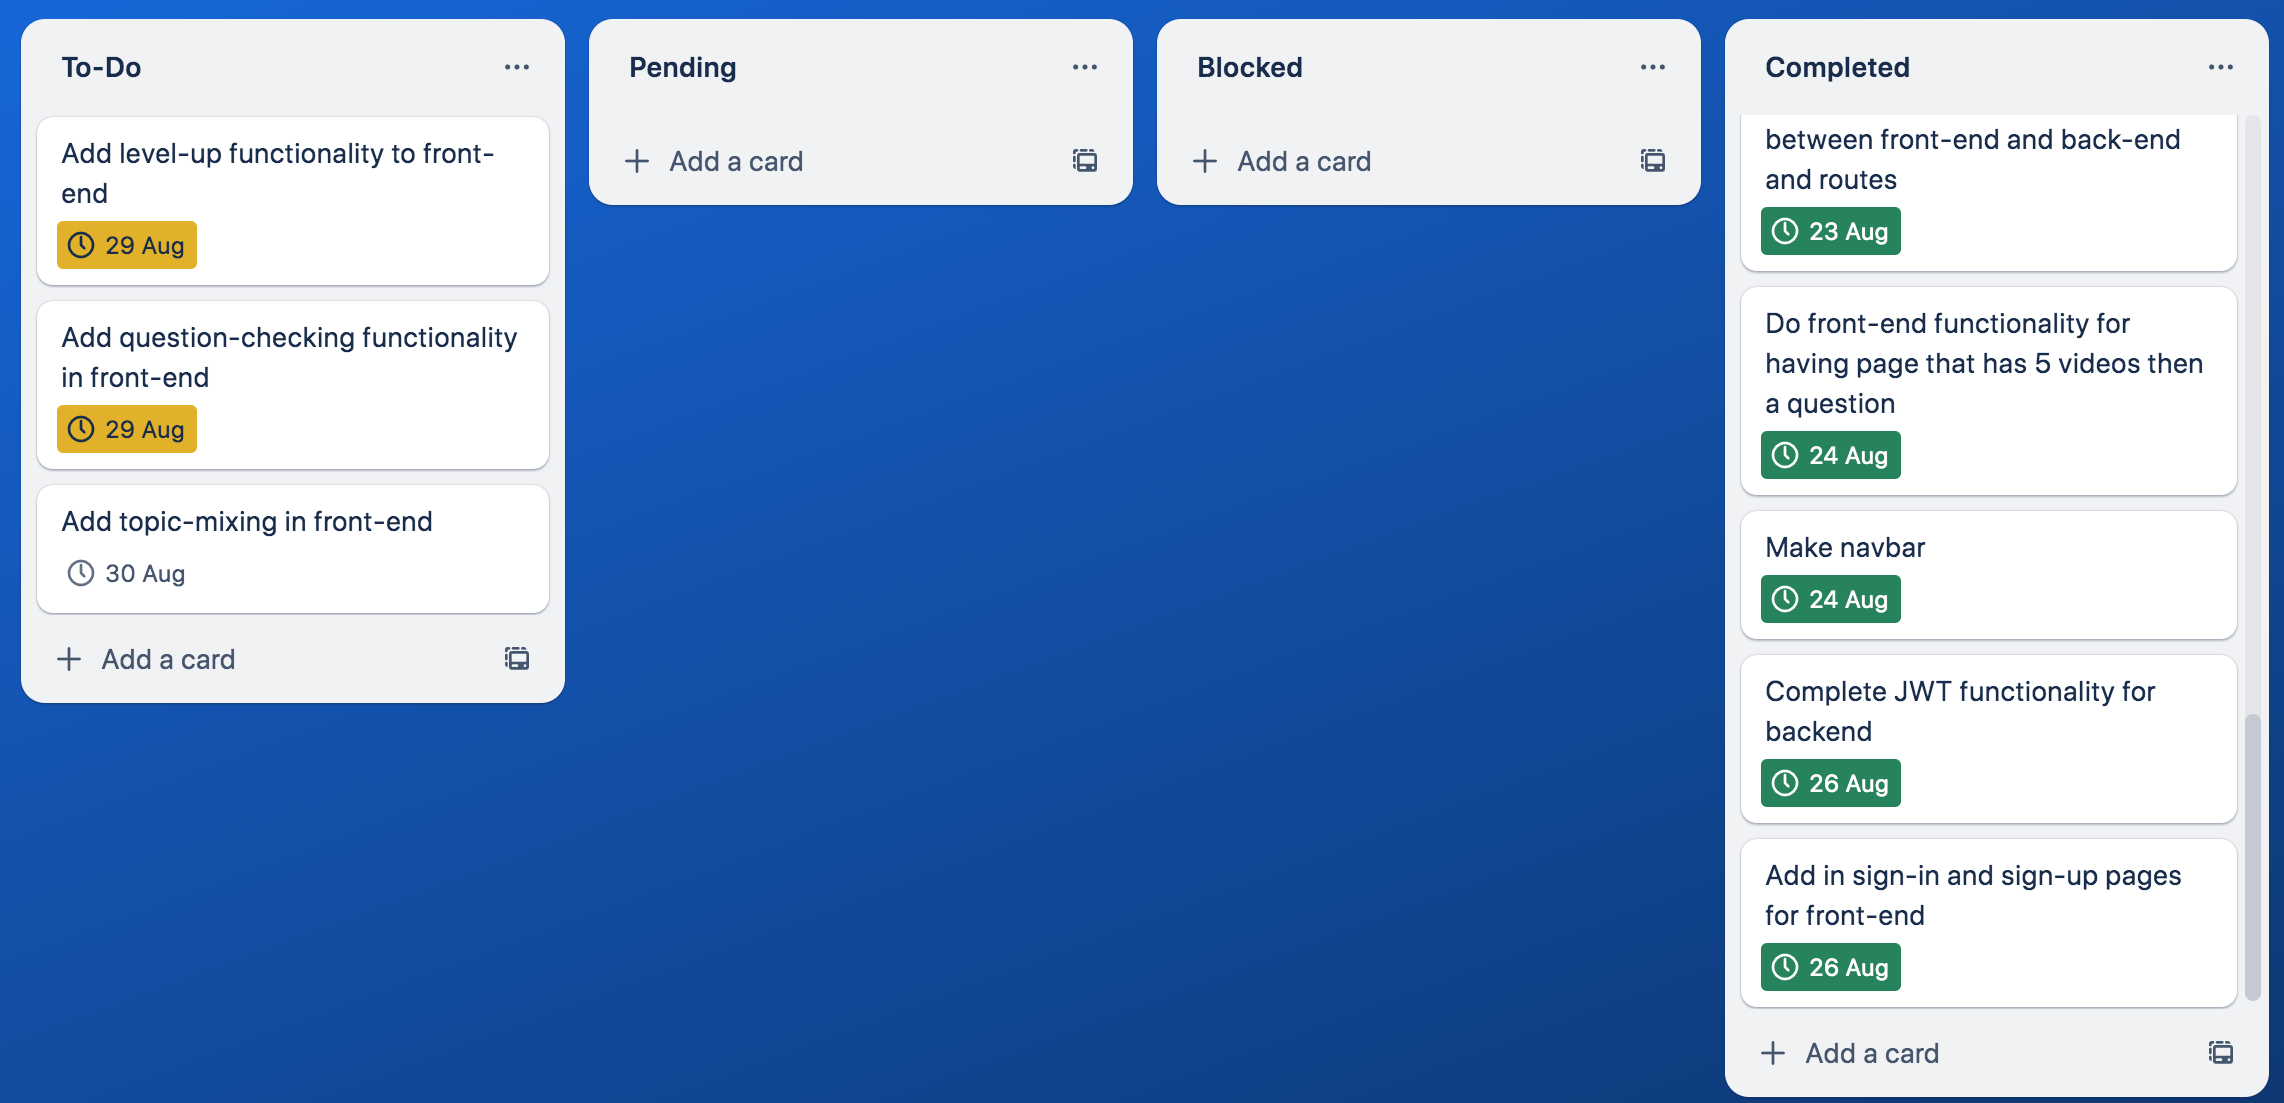 To-Do
Add level-up functionality to front-
end
29 Aug
Add question-checking functionality
in front-end
29 Aug
Add topic-mixing in front-end
30 Aug
Add a card
Pending
Add a card
Blocked
Add a card
Completed
between front-end and back-end
and routes
23 Aug
Do front-end functionality for
having page that has 5 videos then
a question
24 Aug
Make navbar
24 Aug
Complete JWT functionality for
backend
26 Aug
Add in sign-in and sign-up pages
for front-end
26 Aug
Add a card